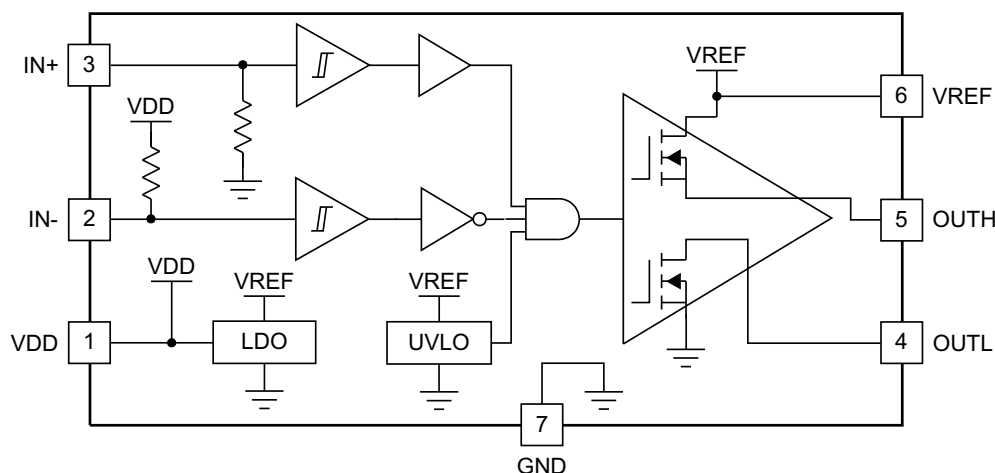 IN+
3
VREF
6
VREF
VDD
IN-
2
5
OUTH
VDD
VREF
VREF
VDD
1
LDO
UVLO
4
OUTL
7
GND